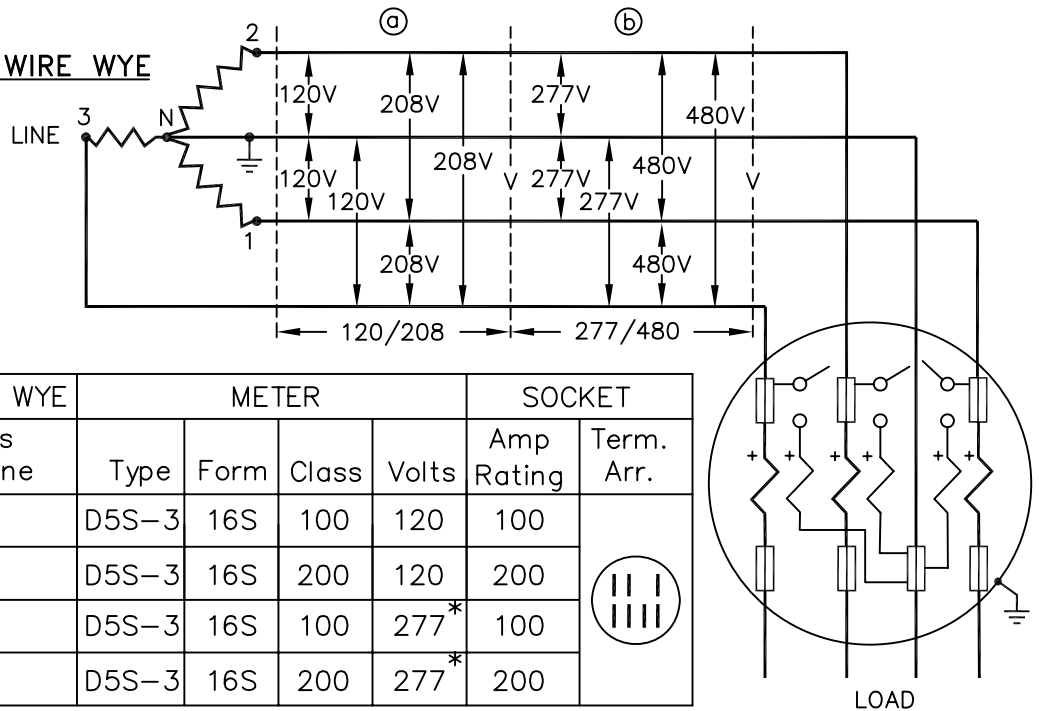 ⓐ ⓑ
WIRE WYE
2
120V 208V 277V 480V
3 N
LINE
208V 480V
120V 120V V 277V 277V V
1
208V 480V
120/208 277/480
WYE METER SOCKET
s
ne Type Form Class Volts Amp Rating Term. Arr.
D5S-3 16S 100 120 100
D5S-3 16S 200 120 200
D5S-3 16S 100 277* 100
D5S-3 16S 200 277* 200
+ + + + + +
LOAD